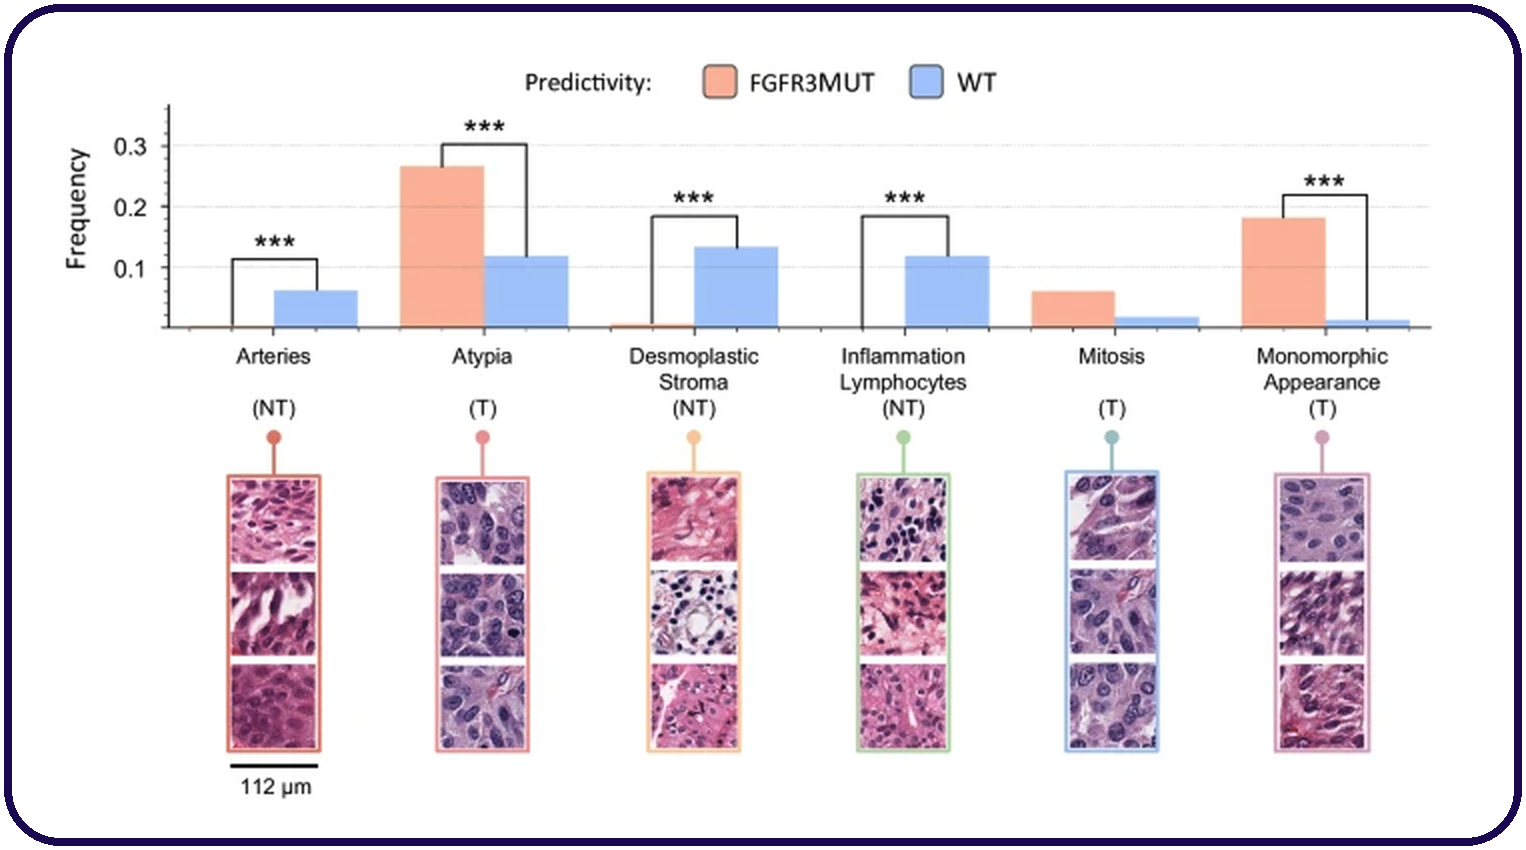 Predictivity: FGFR3MUT WT
Frequency
0.3
0.2
0.1
*** *** *** *** ***
Arteries Atypia Desmoplastic Stroma Inflammation Lymphocytes Mitosis Monomorphic Appearance
(NT) (T) (NT) (NT) (T) (T)
112 μm